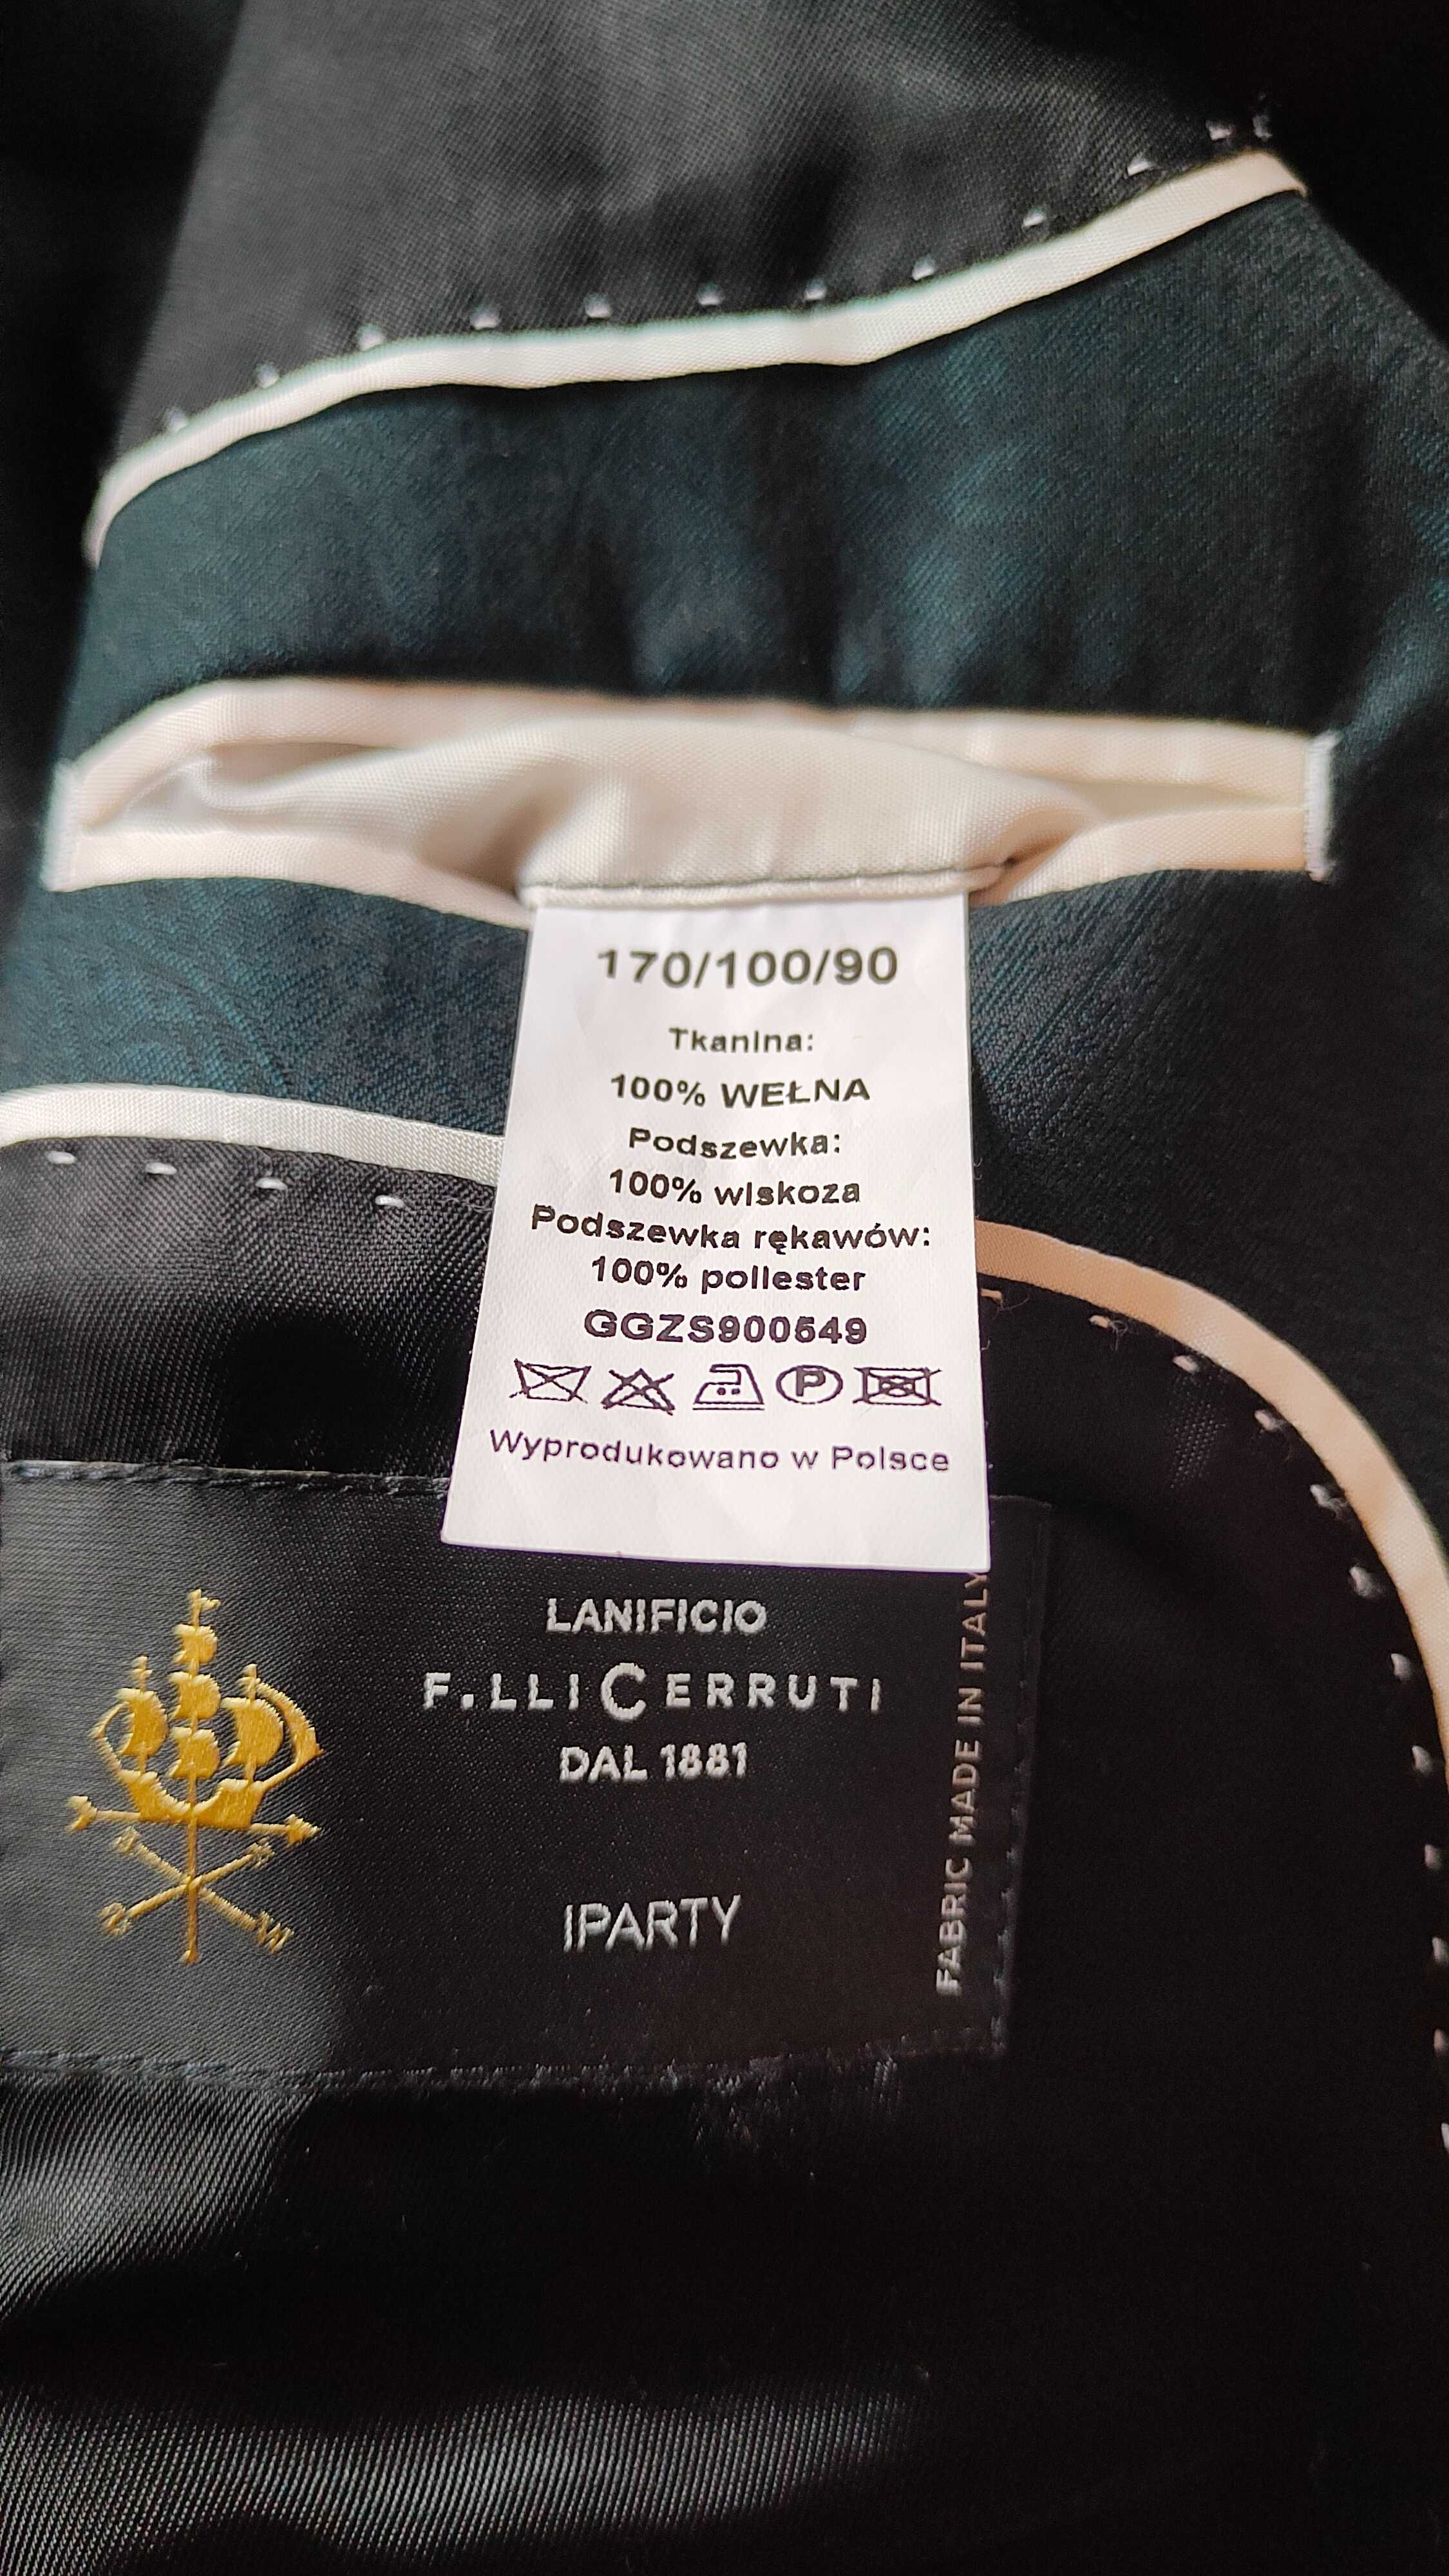 170/100/90
Tkanina:
100% WEŁNA
Podszewka:
100% wiskoza
Podszewka rękawów:
100% poliester
GGZS900549
P
Wyprodukowano w Polsce
LANIFICIO
F.LLI CERRUTI
DAL 1881
IPARTY
FABRIC MADE IN ITALY